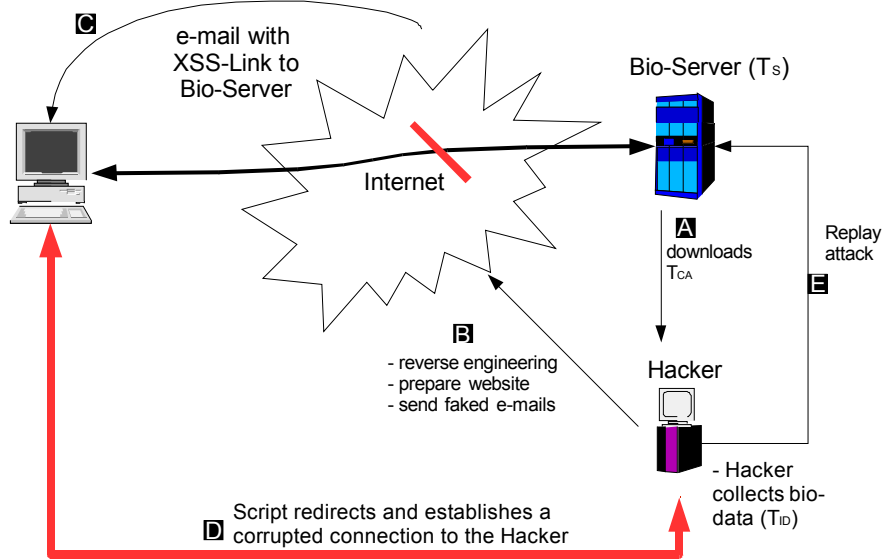 C
e-mail with
XSS-Link to
Bio-Server
Bio-Server (TS)
Internet
A
downloads
TCA
Replay
attack
E
B
- reverse engineering
- prepare website
- send faked e-mails
Hacker
- Hacker
collects bio-
data (TID)
D
Script redirects and establishes a
corrupted connection to the Hacker